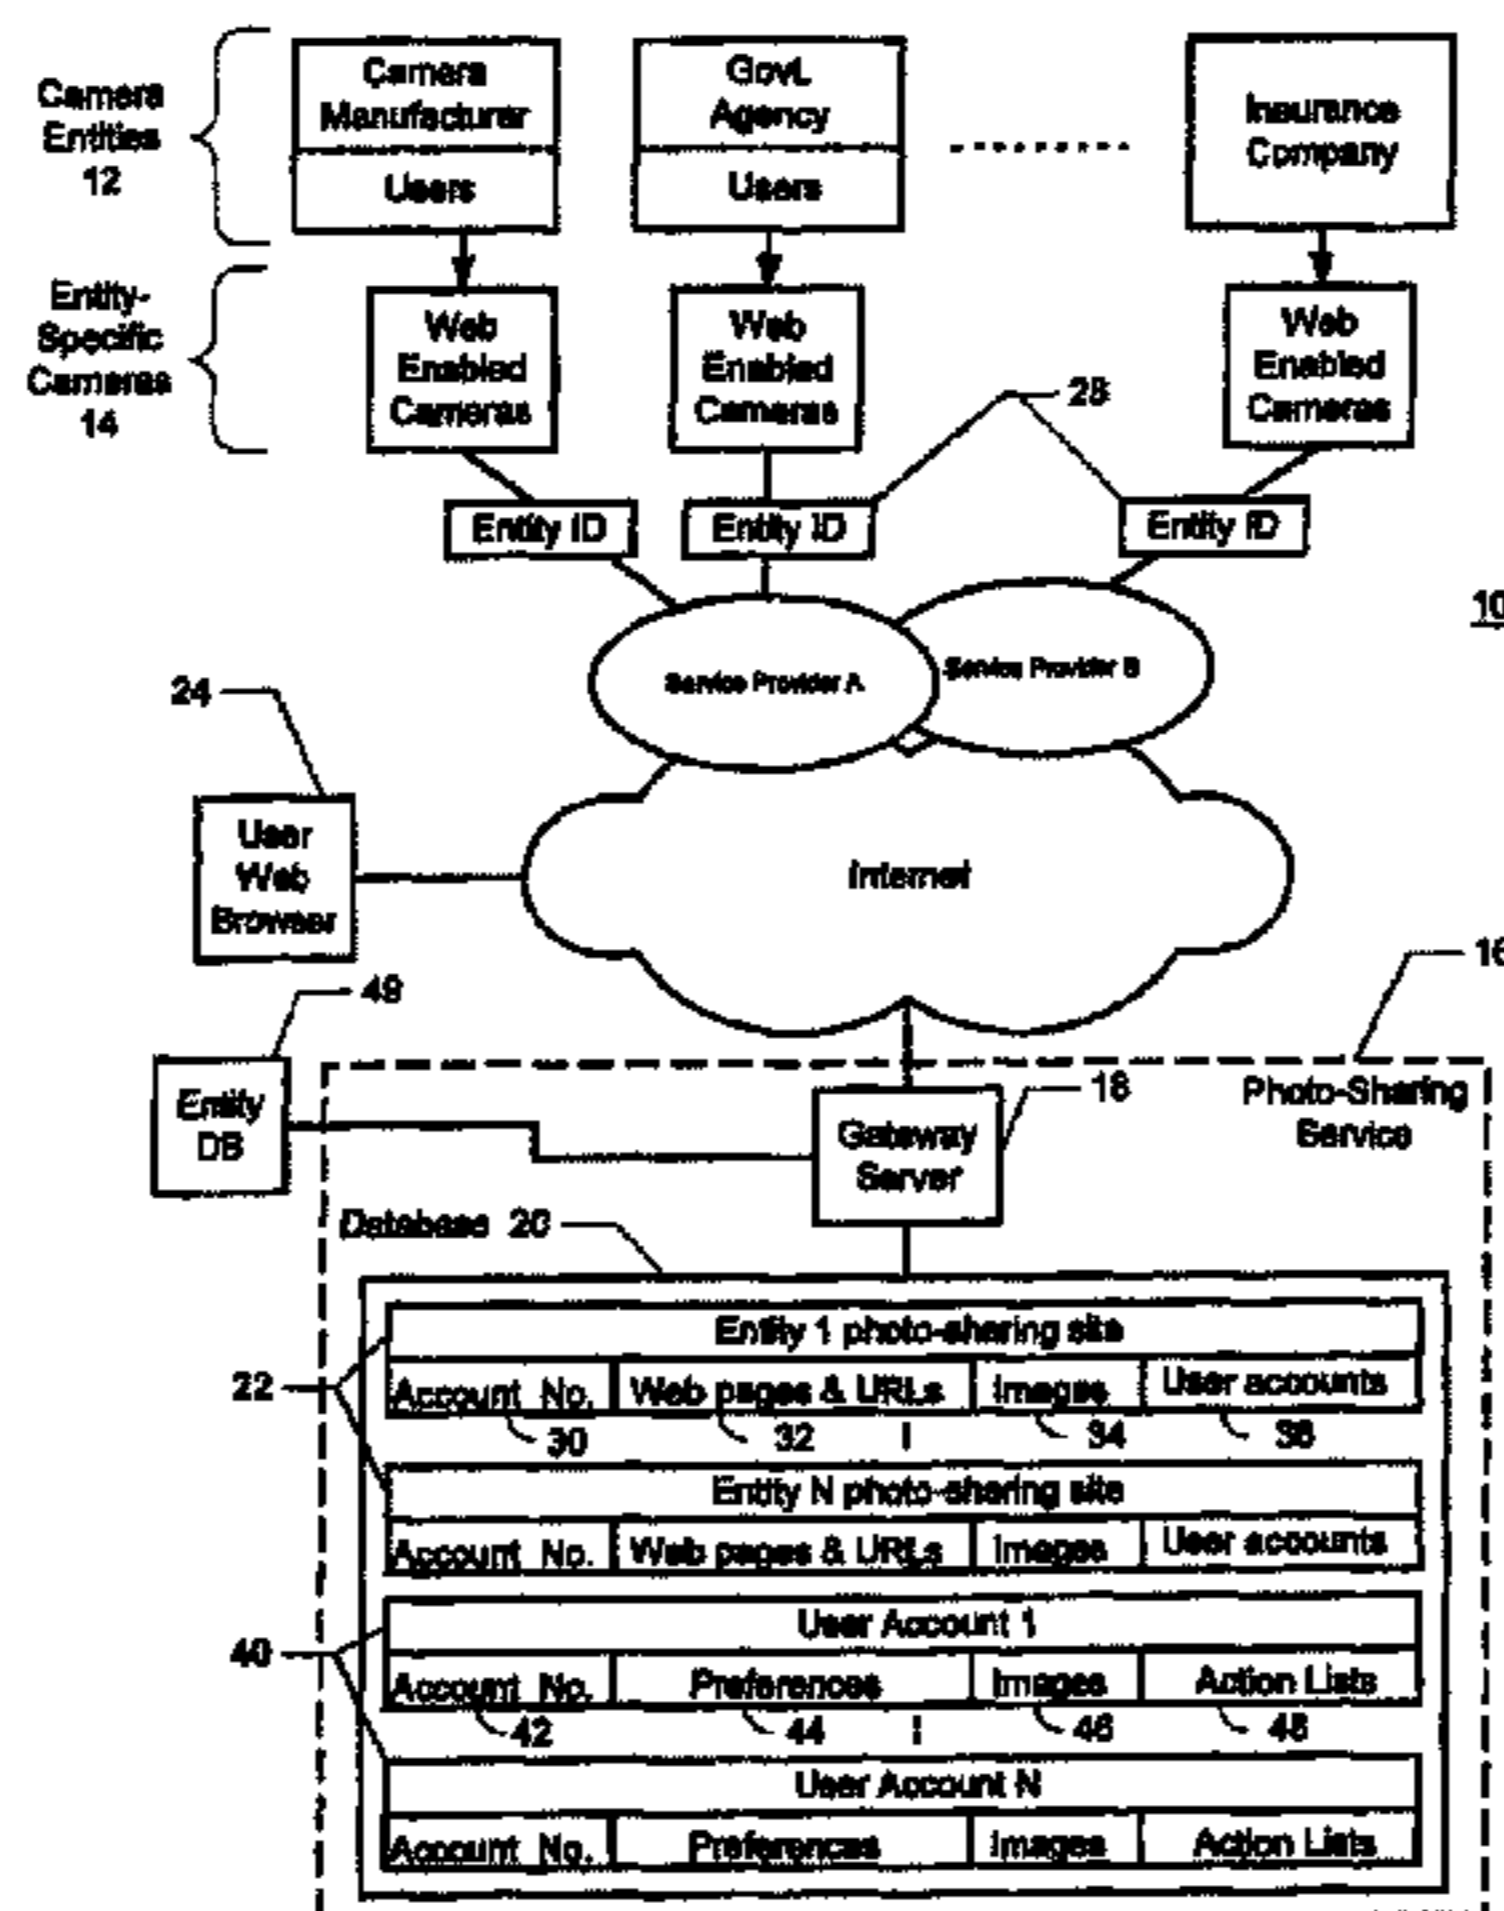 Camera
Entities
12
Camera
Manufacturer
Users
Govt.
Agency
Users
Insurance
Company
Entity-
Specific
Cameras
14
Web
Enabled
Cameras
Web
Enabled
Cameras
Web
Enabled
Cameras
28
Entity ID
Entity ID
Entity ID
10
Service Provider A
Service Provider B
24
User
Web
Browser
Internet
16
49
Entity
DB
18
Gateway
Server
Photo-Sharing
Service
Database 20
Entity 1 photo-sharing site
22
Account No.
Web pages & URLs
Images
User accounts
30
32
34
Entity N photo-sharing site
Account No.
Web pages & URLs
Images
User accounts
User Account 1
40
Account No.
Preferences
Images
Action Lists
42
44
46
48
User Account N
Account No.
Preferences
Images
Action Lists